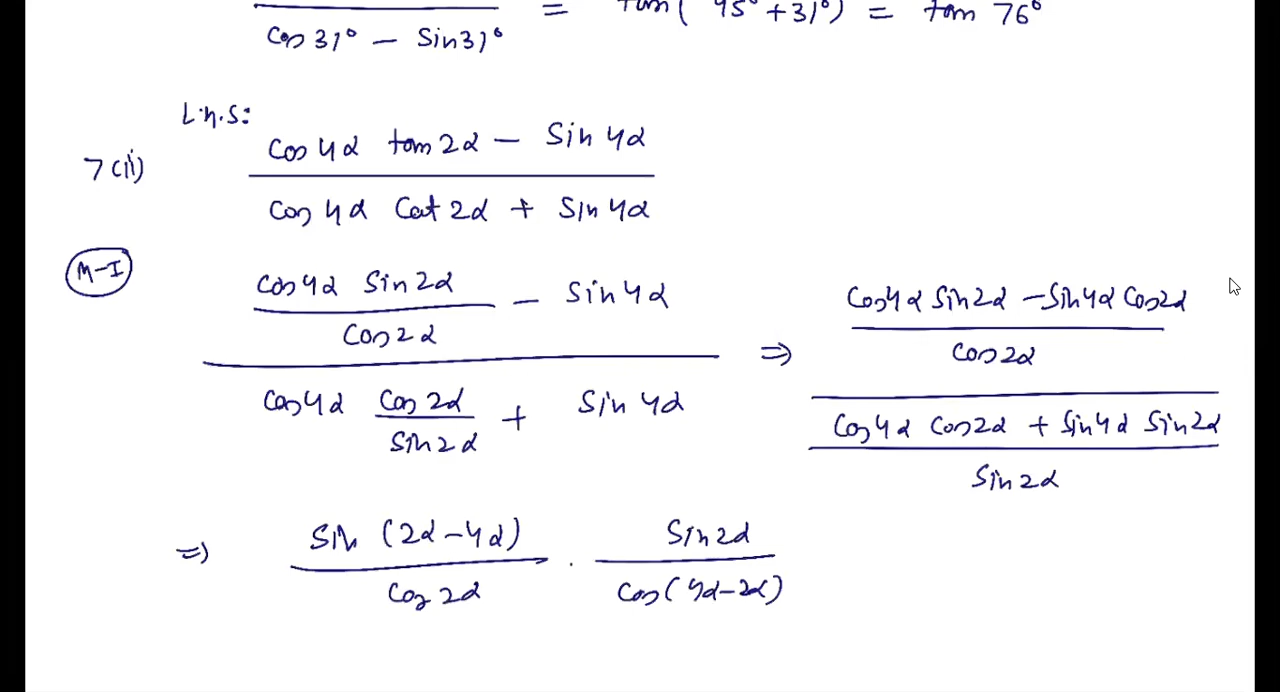 cos 31° - sin 31° = tan( 45° + 31° ) = tan 76°
L.h.S:
7 (ii) cos 4α tan 2α - sin 4α
cos 4α cot 2α + sin 4α
M-I
cos 4α sin 2α / cos 2α - sin 4α
cos 4α cos 2α / sin 2α + sin 4α
⇒ cos 4α sin 2α - sin 4α cos 2α
cos 2α
cos 4α cos 2α + sin 4α sin 2α
sin 2α
⇒ sin (2α - 4α) / cos 2α . sin 2α / cos (4α - 2α)